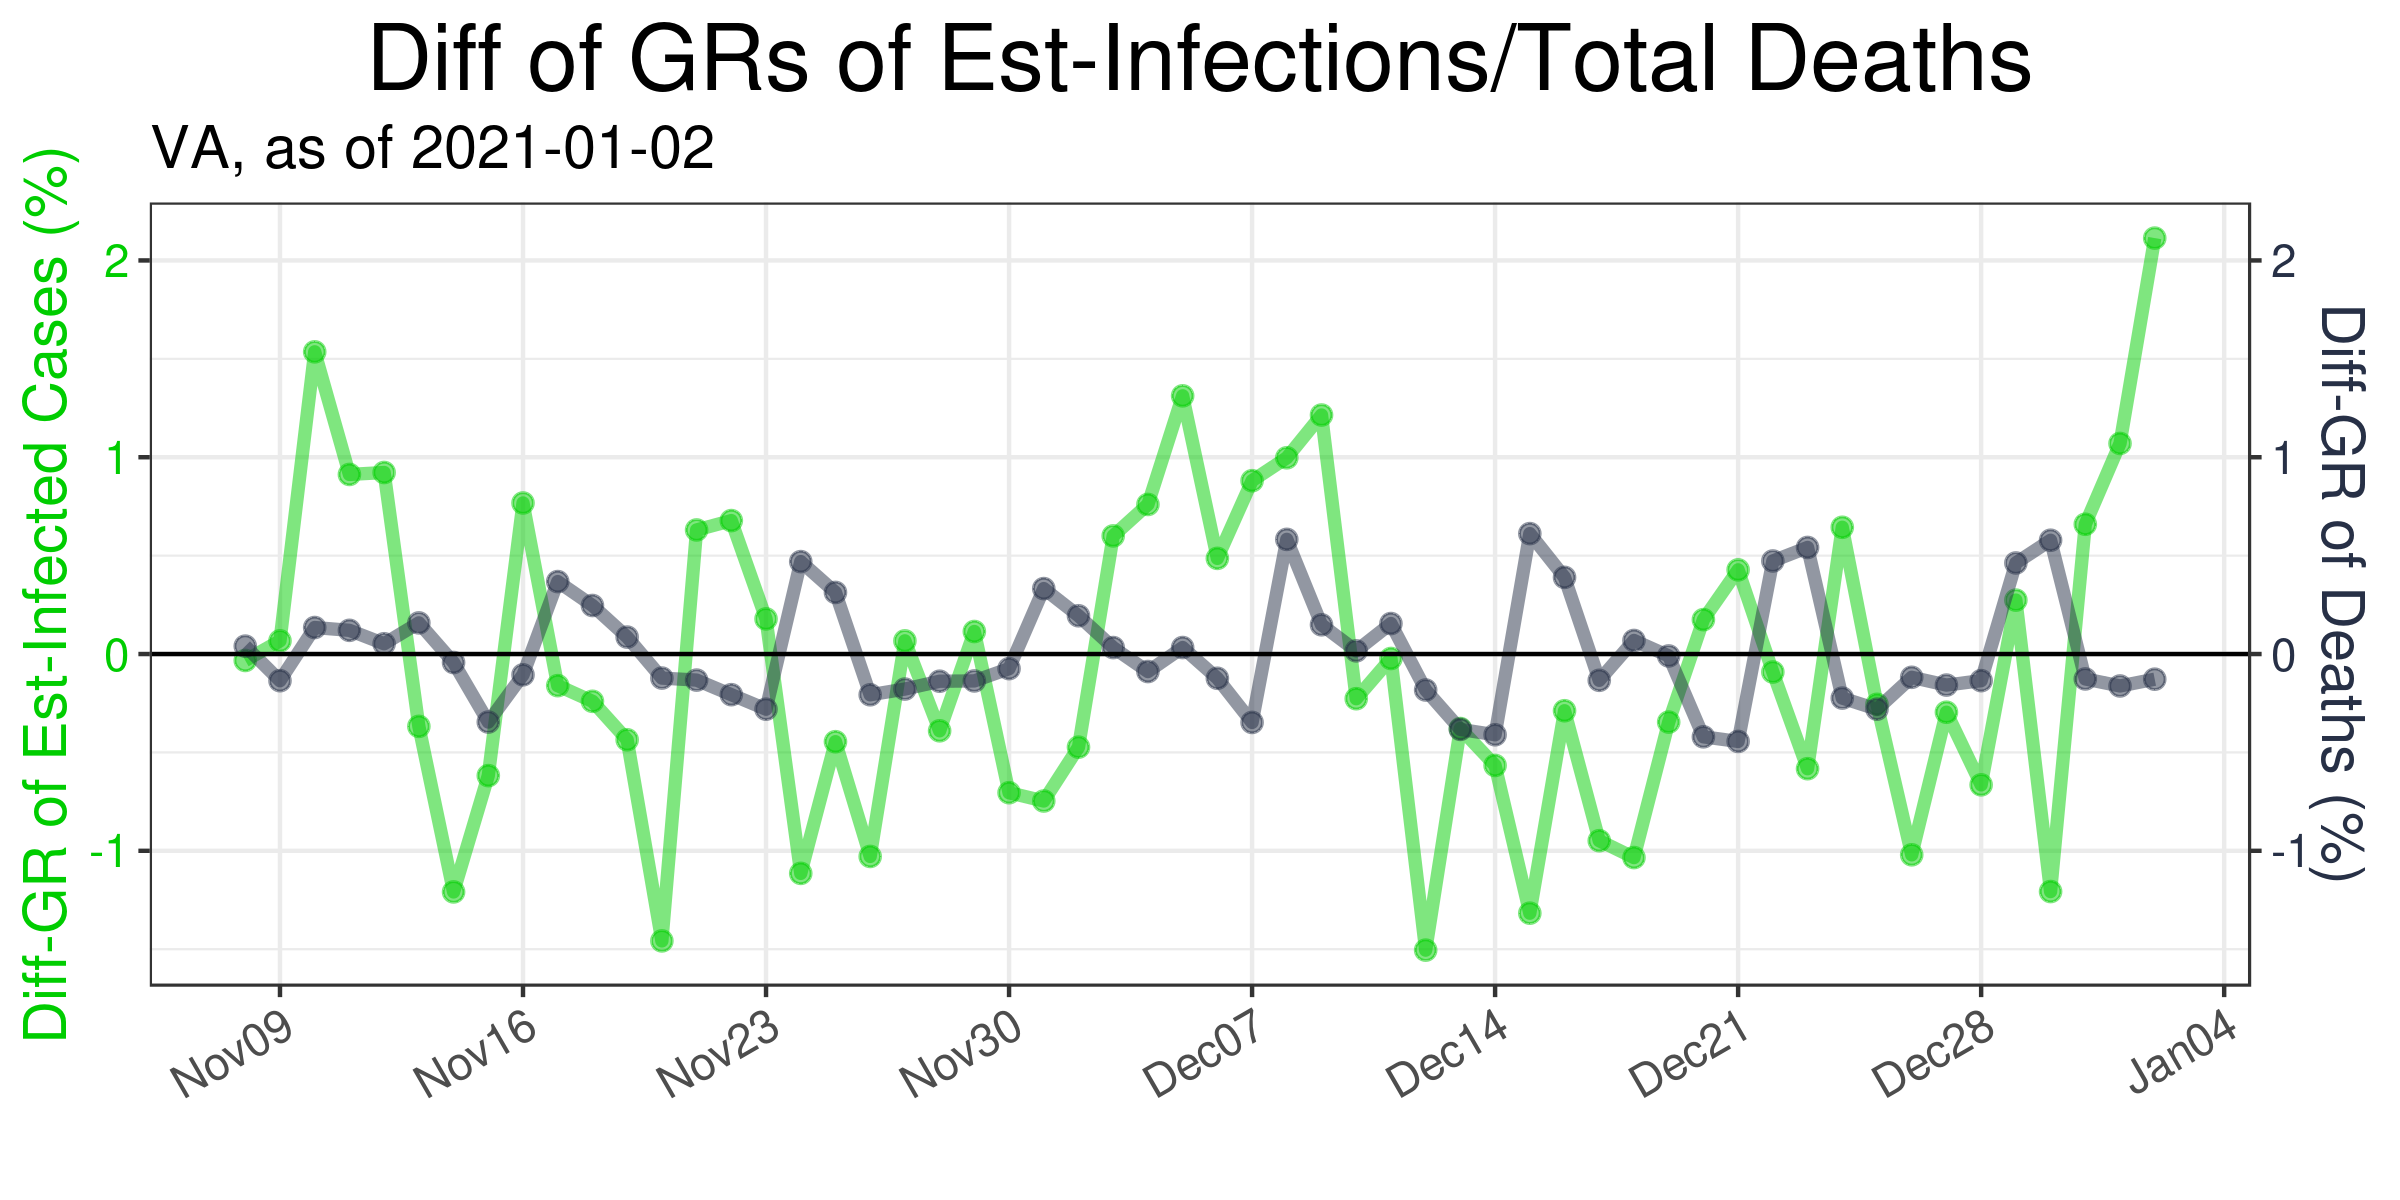 Diff of GRs of Est-Infections/Total Deaths
VA, as of 2021-01-02
Diff-GR of Est-Infected Cases (%)
2
1
0
-1
2
1
0
-1
Diff-GR of Deaths (%)
Nov09
Nov16
Nov23
Nov30
Dec07
Dec14
Dec21
Dec28
Jan04